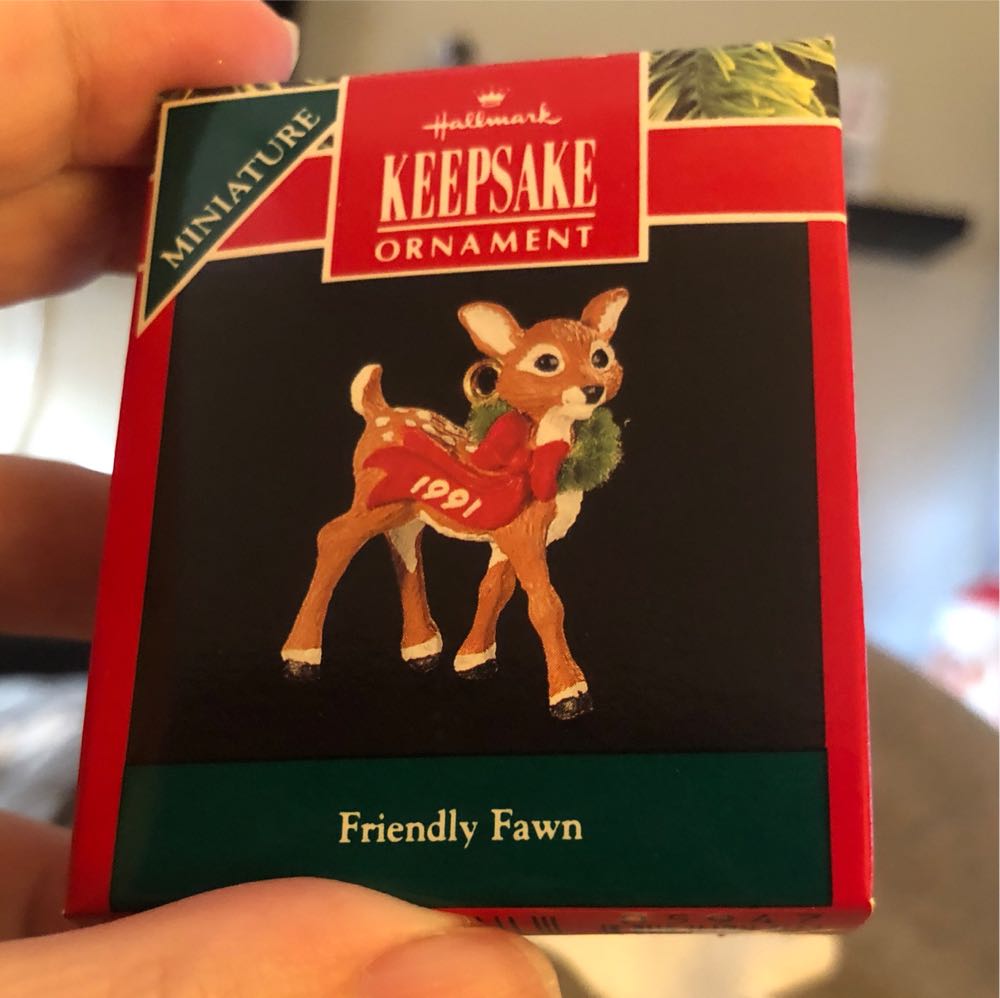 MINIATURE
Hallmark
KEEPSAKE
ORNAMENT
1991
Friendly Fawn